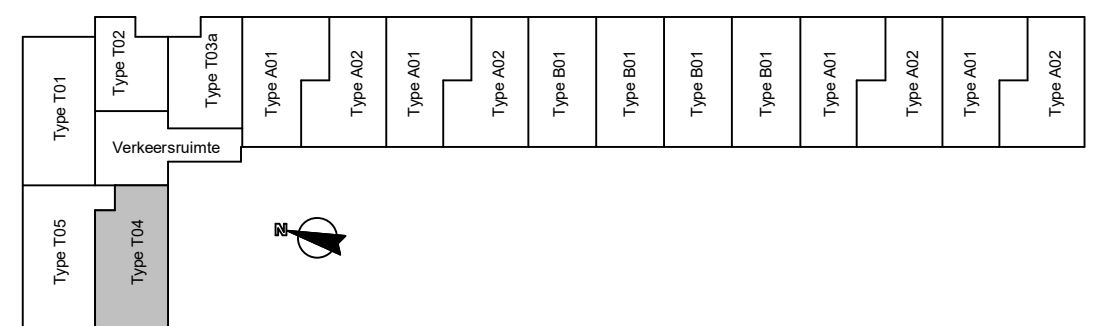 Type T01
Type T02
Type T03a
Type A01
Type A02
Type A01
Type A02
Type B01
Type B01
Type B01
Type B01
Type A01
Type A02
Type A01
Type A02
Verkeersruimte
Type T05
Type T04
N